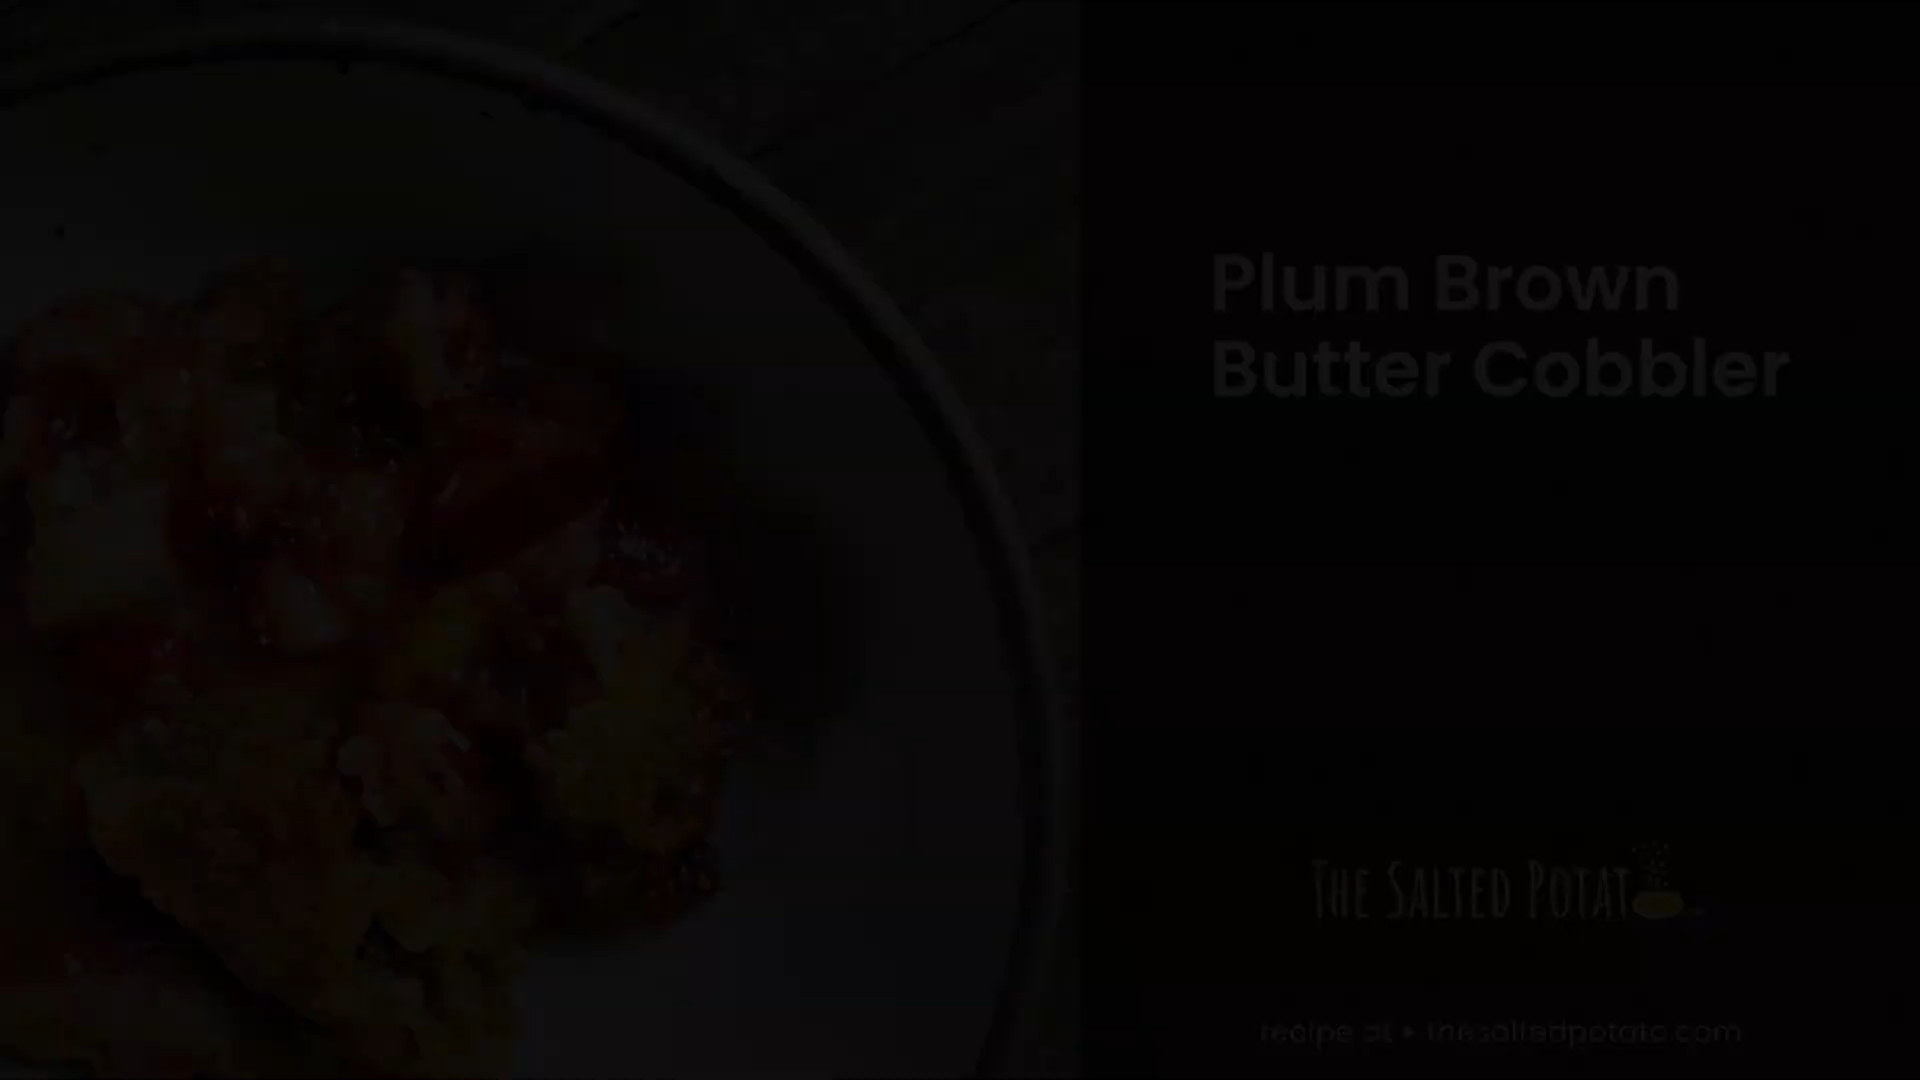 Plum Brown
Butter Cobbler
THE SALTED POTATO
recipe at • thesaltedpotato.com